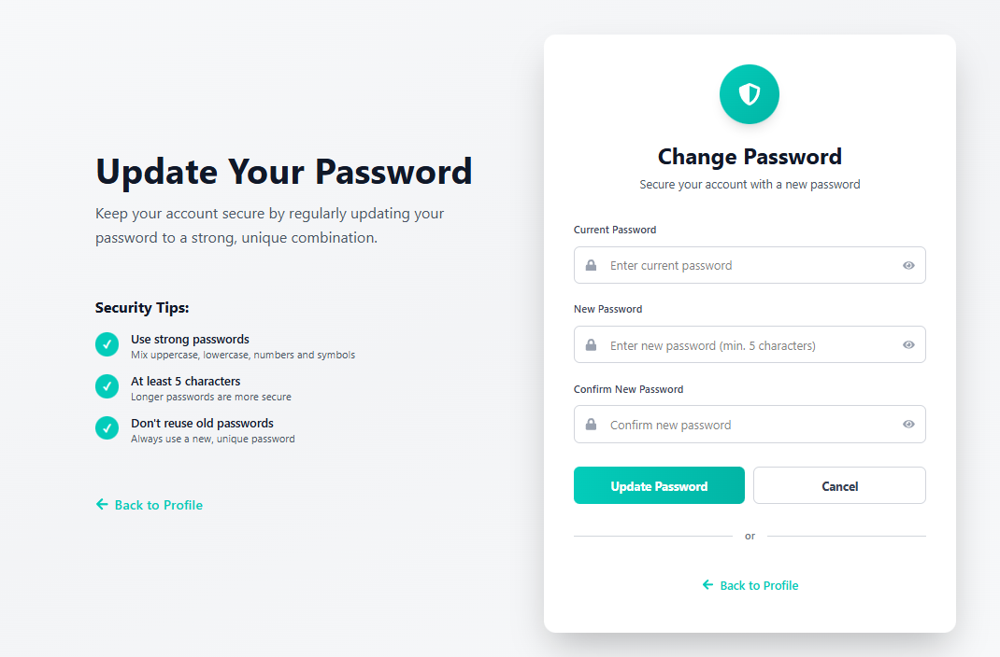 Update Your Password
Keep your account secure by regularly updating your
password to a strong, unique combination.
Security Tips:
Use strong passwords
Mix uppercase, lowercase, numbers and symbols
At least 5 characters
Longer passwords are more secure
Don't reuse old passwords
Always use a new, unique password
Back to Profile
Change Password
Secure your account with a new password
Current Password
Enter current password
New Password
Enter new password (min. 5 characters)
Confirm New Password
Confirm new password
Update Password
Cancel
or
Back to Profile